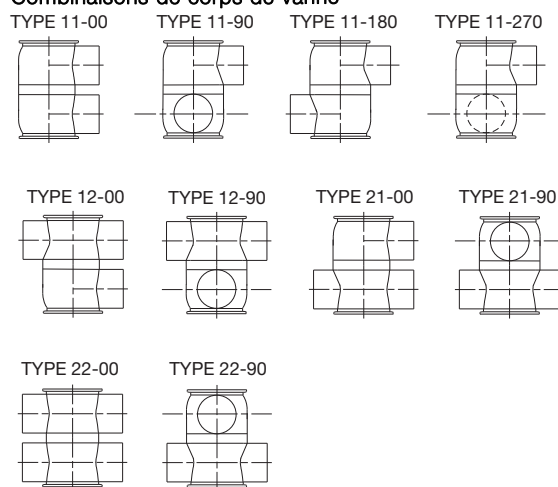 Combinaisons de corps de vanne
TYPE 11-00 TYPE 11-90 TYPE 11-180 TYPE 11-270
TYPE 12-00 TYPE 12-90 TYPE 21-00 TYPE 21-90
TYPE 22-00 TYPE 22-90